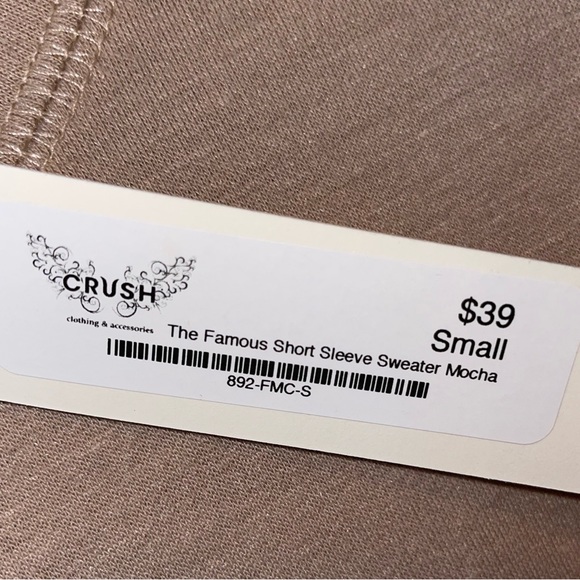 CRUSH
clothing & accessories
$39
Small
The Famous Short Sleeve Sweater Mocha
892-FMC-S